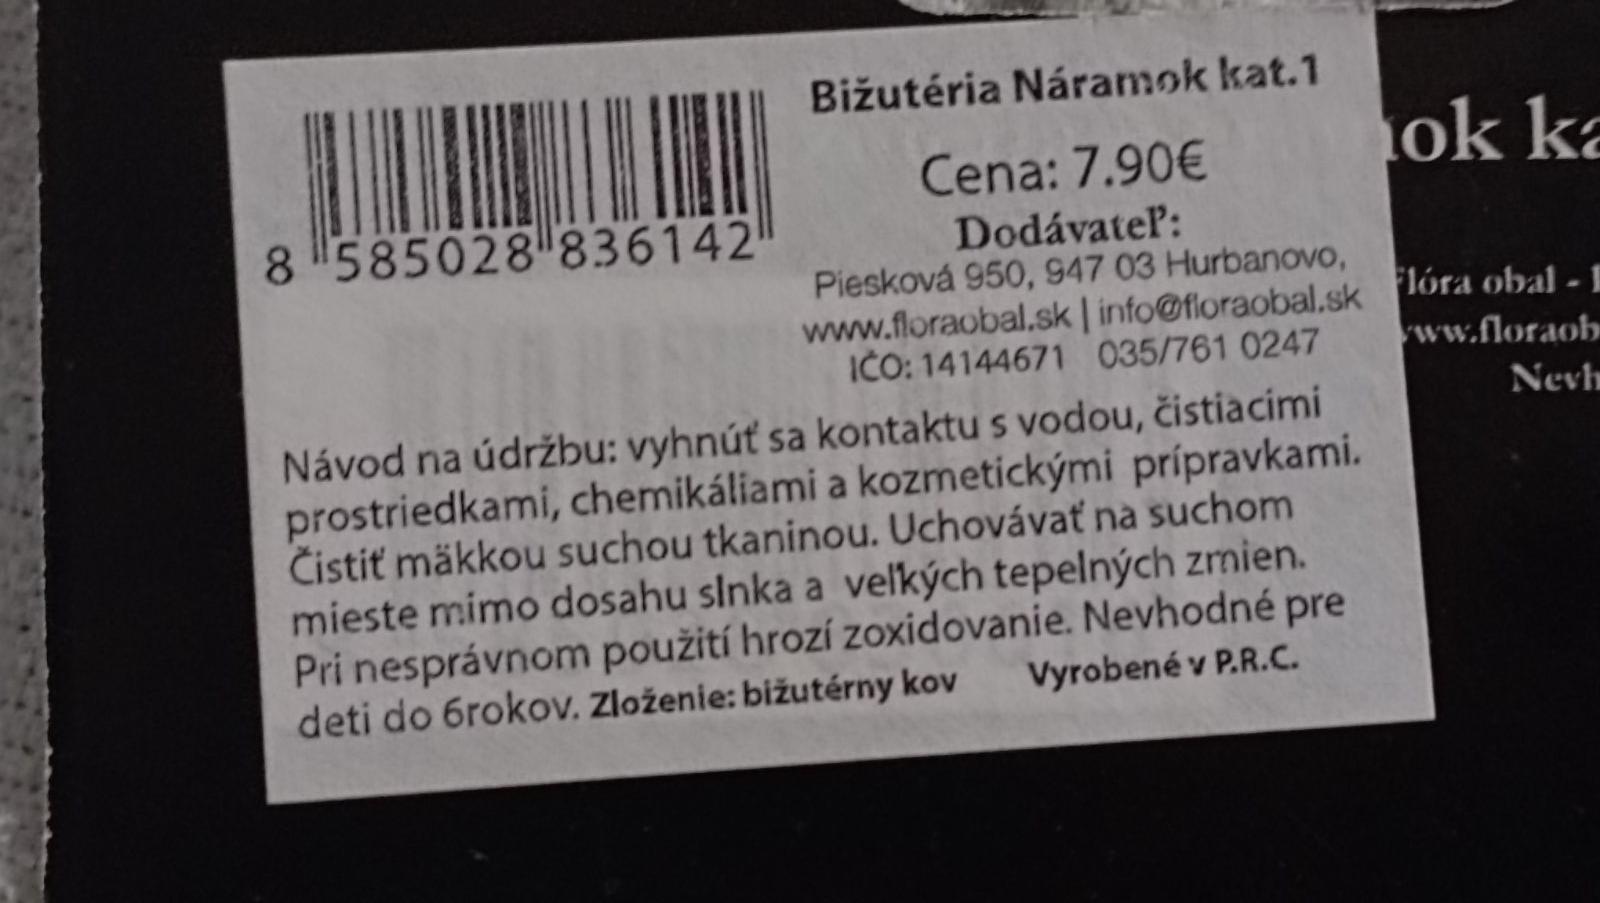 Bižutéria Náramok kat.1
Cena: 7.90€
Dodávateľ:
Piesková 950, 947 03 Hurbanovo,
www.floraobal.sk | info@floraobal.sk
IČO: 14144671 035/761 0247
8 585028 836142
Návod na údržbu: vyhnúť sa kontaktu s vodou, čistiacimi
prostriedkami, chemikáliami a kozmetickými prípravkami.
Čistiť mäkkou suchou tkaninou. Uchovávať na suchom
mieste mimo dosahu slnka a veľkých tepelných zmien.
Pri nesprávnom použití hrozí zoxidovanie. Nevhodné pre
deti do 6rokov. Zloženie: bižutérny kov Vyrobené v P.R.C.
ok ka
lóra obal -
ww.floraob
Nevh